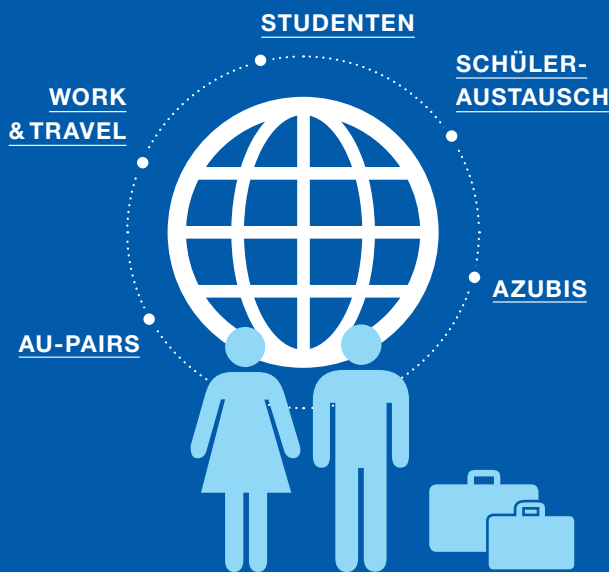 STUDENTEN
SCHÜLER-
AUSTAUSCH
WORK
& TRAVEL
AZUBIS
AU-PAIRS